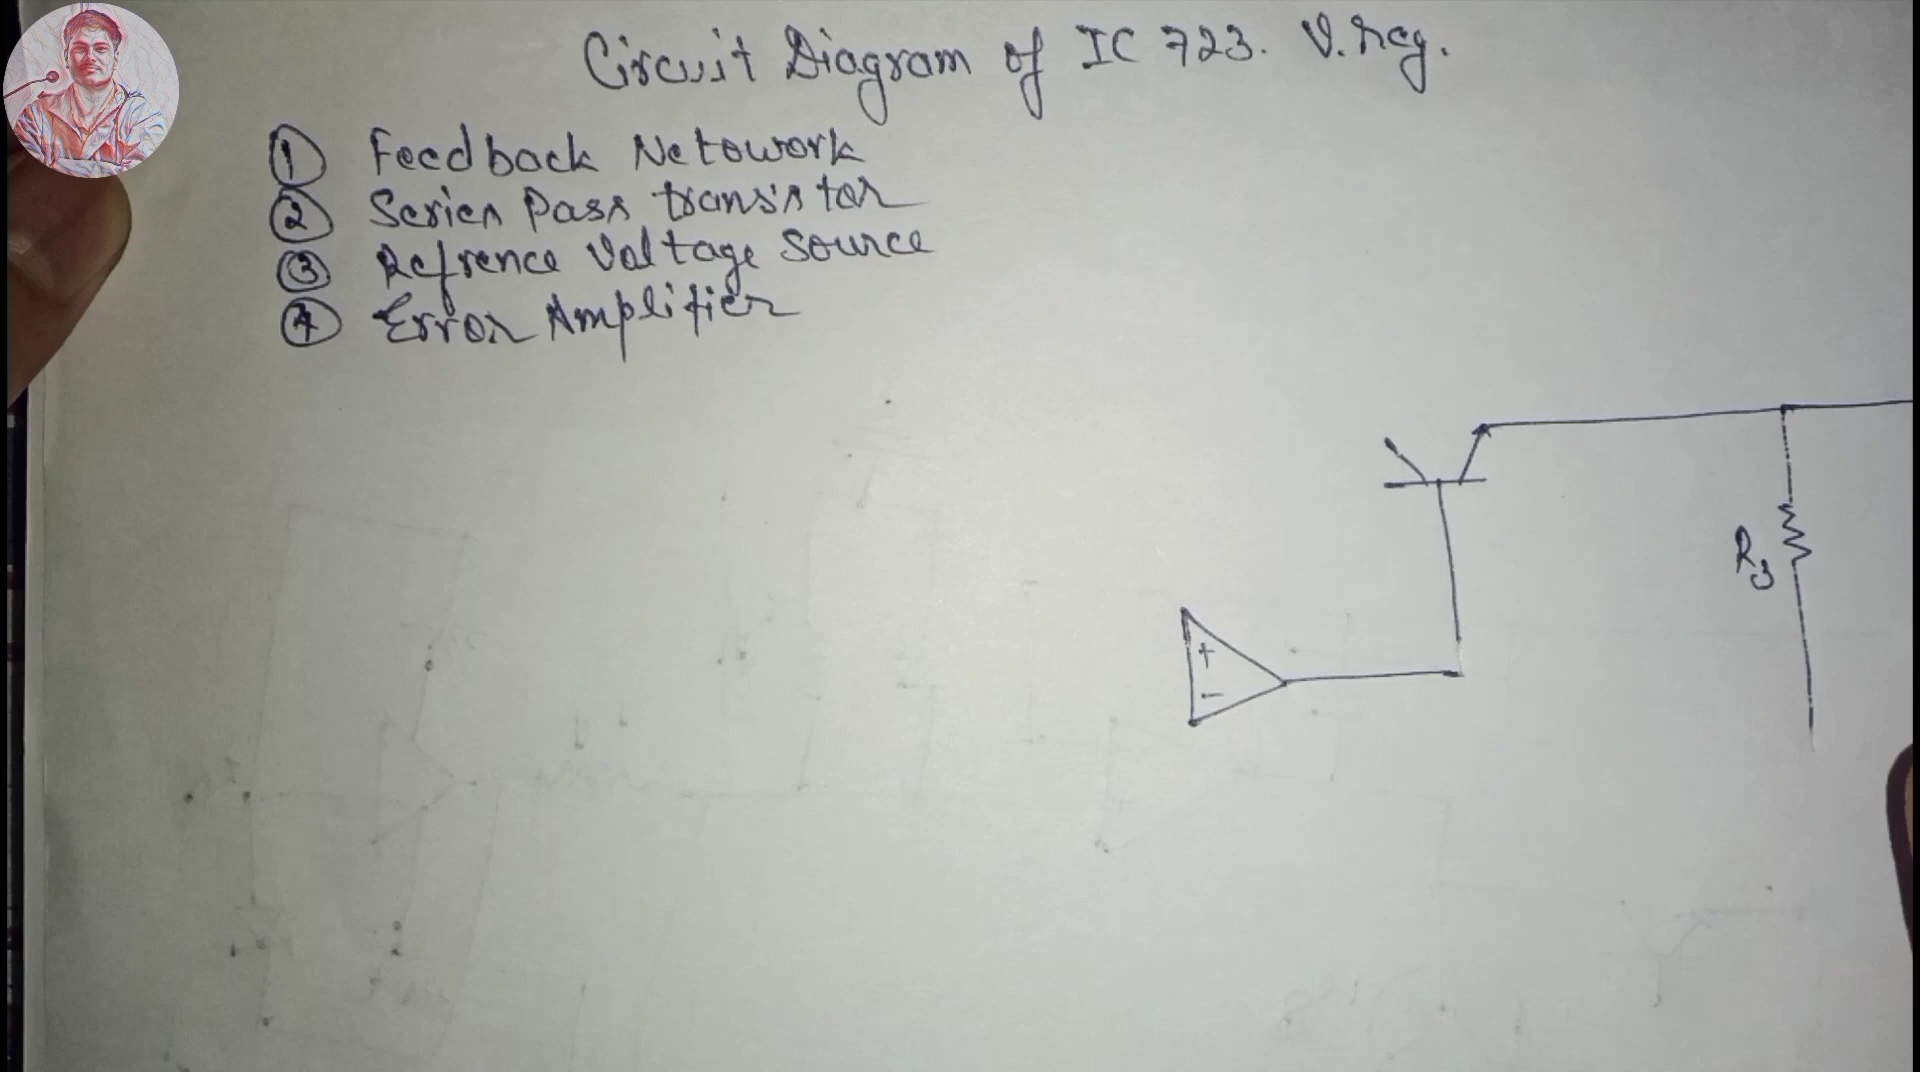 Circuit Diagram of IC 723. V. reg.
① Feedback Netowork
② Series Pass transistor
③ Refrence Voltage Source
④ Error Amplifier
R3
+
-